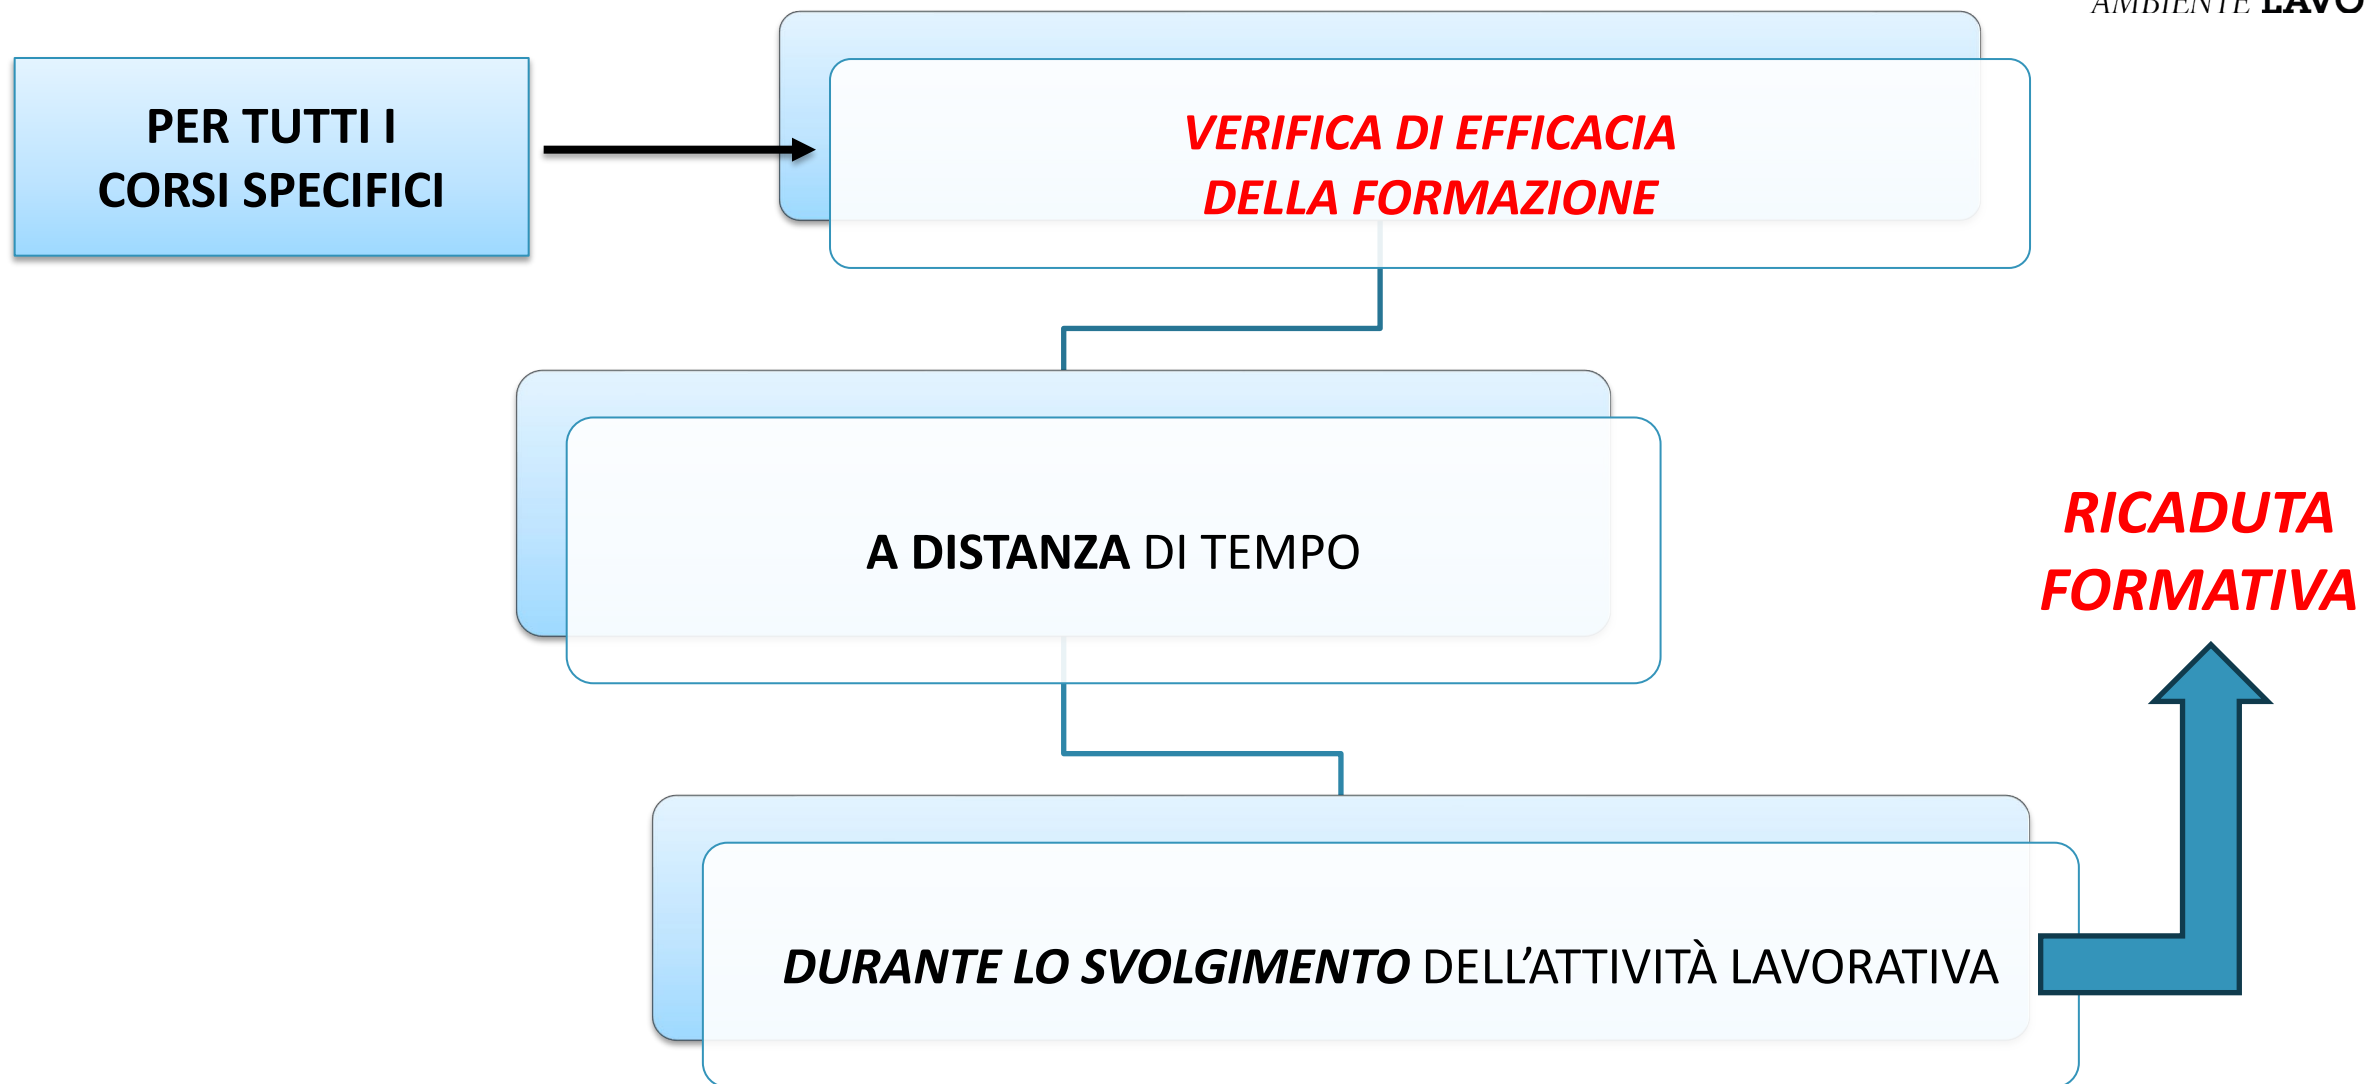 AMBIENTE
PER TUTTI I
CORSI SPECIFICI
VERIFICA DI EFFICACIA
DELLA FORMAZIONE
A DISTANZA DI TEMPO
RICADUTA
FORMATIVA
DURANTE LO SVOLGIMENTO DELL’ATTIVITÀ LAVORATIVA